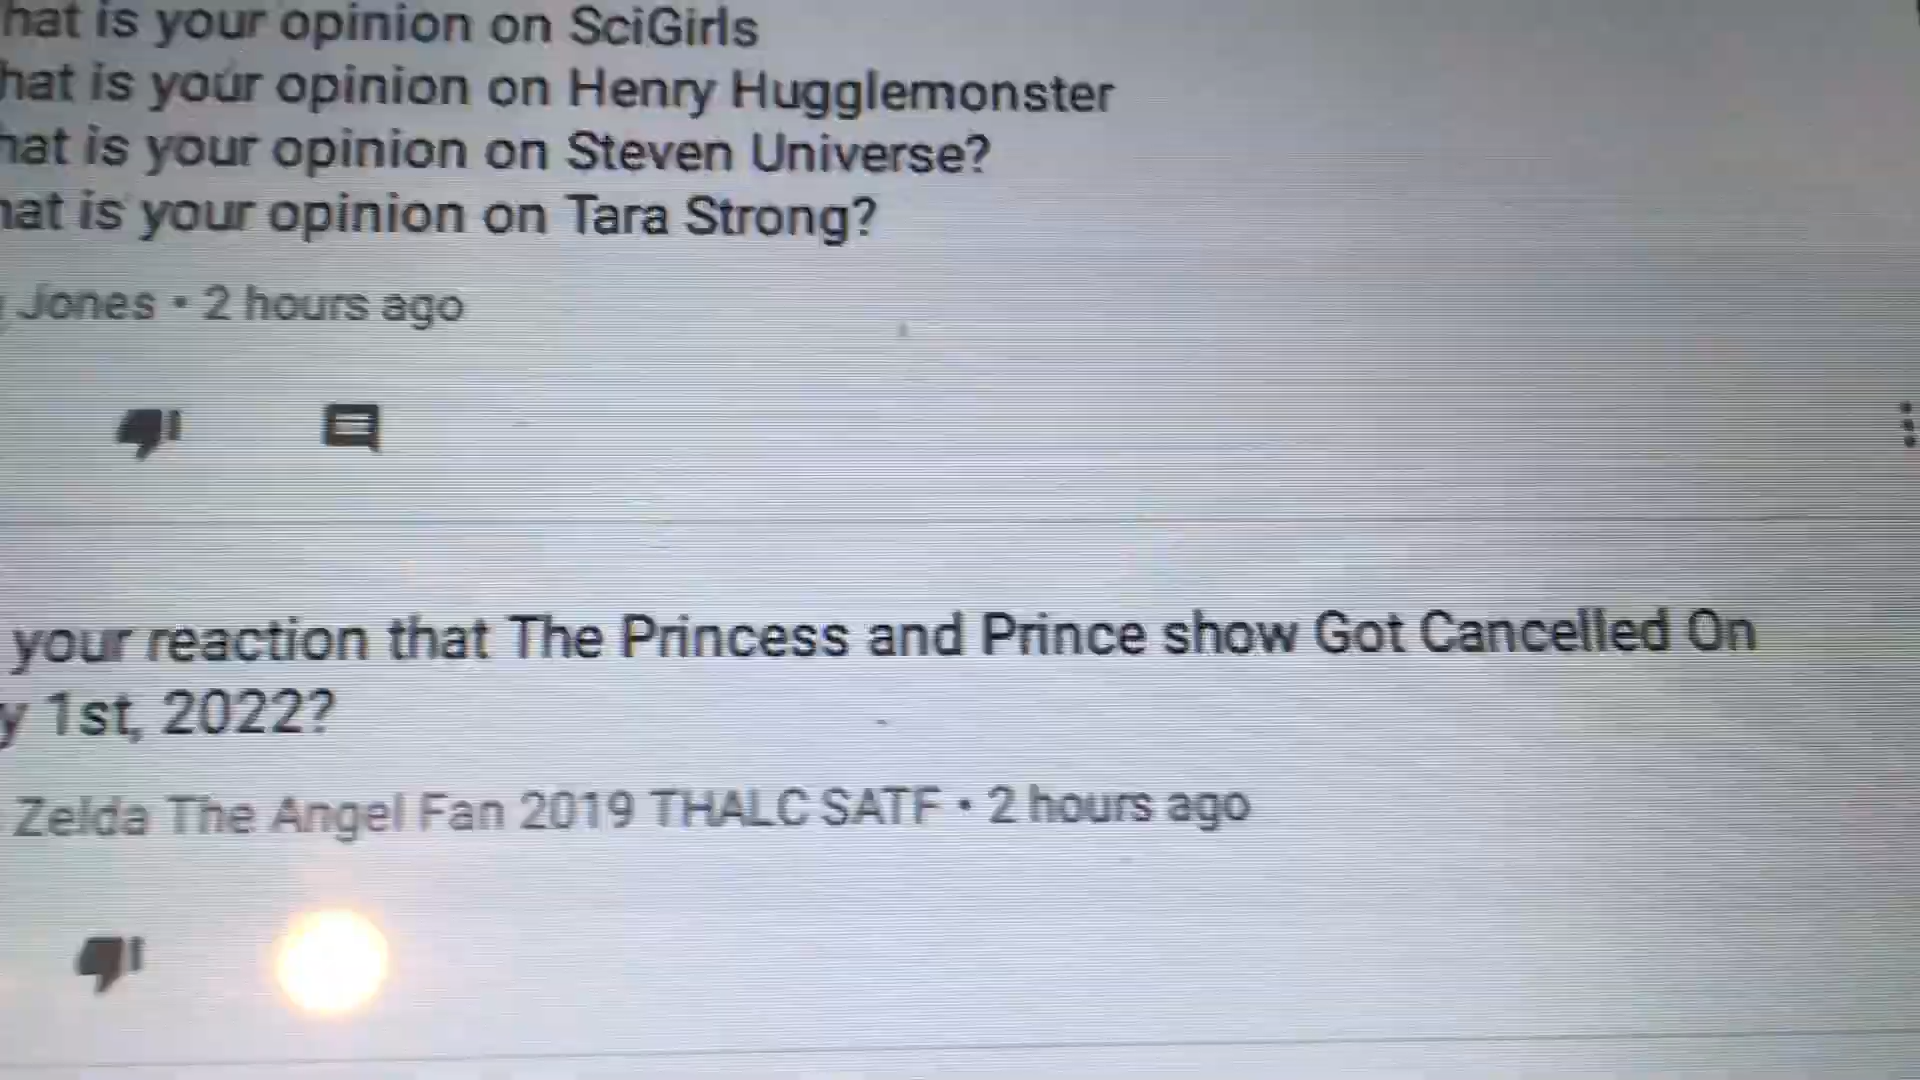 hat is your opinion on SciGirls
hat is your opinion on Henry Hugglemonster
hat is your opinion on Steven Universe?
hat is your opinion on Tara Strong?
Jones • 2 hours ago
your reaction that The Princess and Prince show Got Cancelled On
y 1st, 2022?
Zelda The Angel Fan 2019 THALC SATF • 2 hours ago